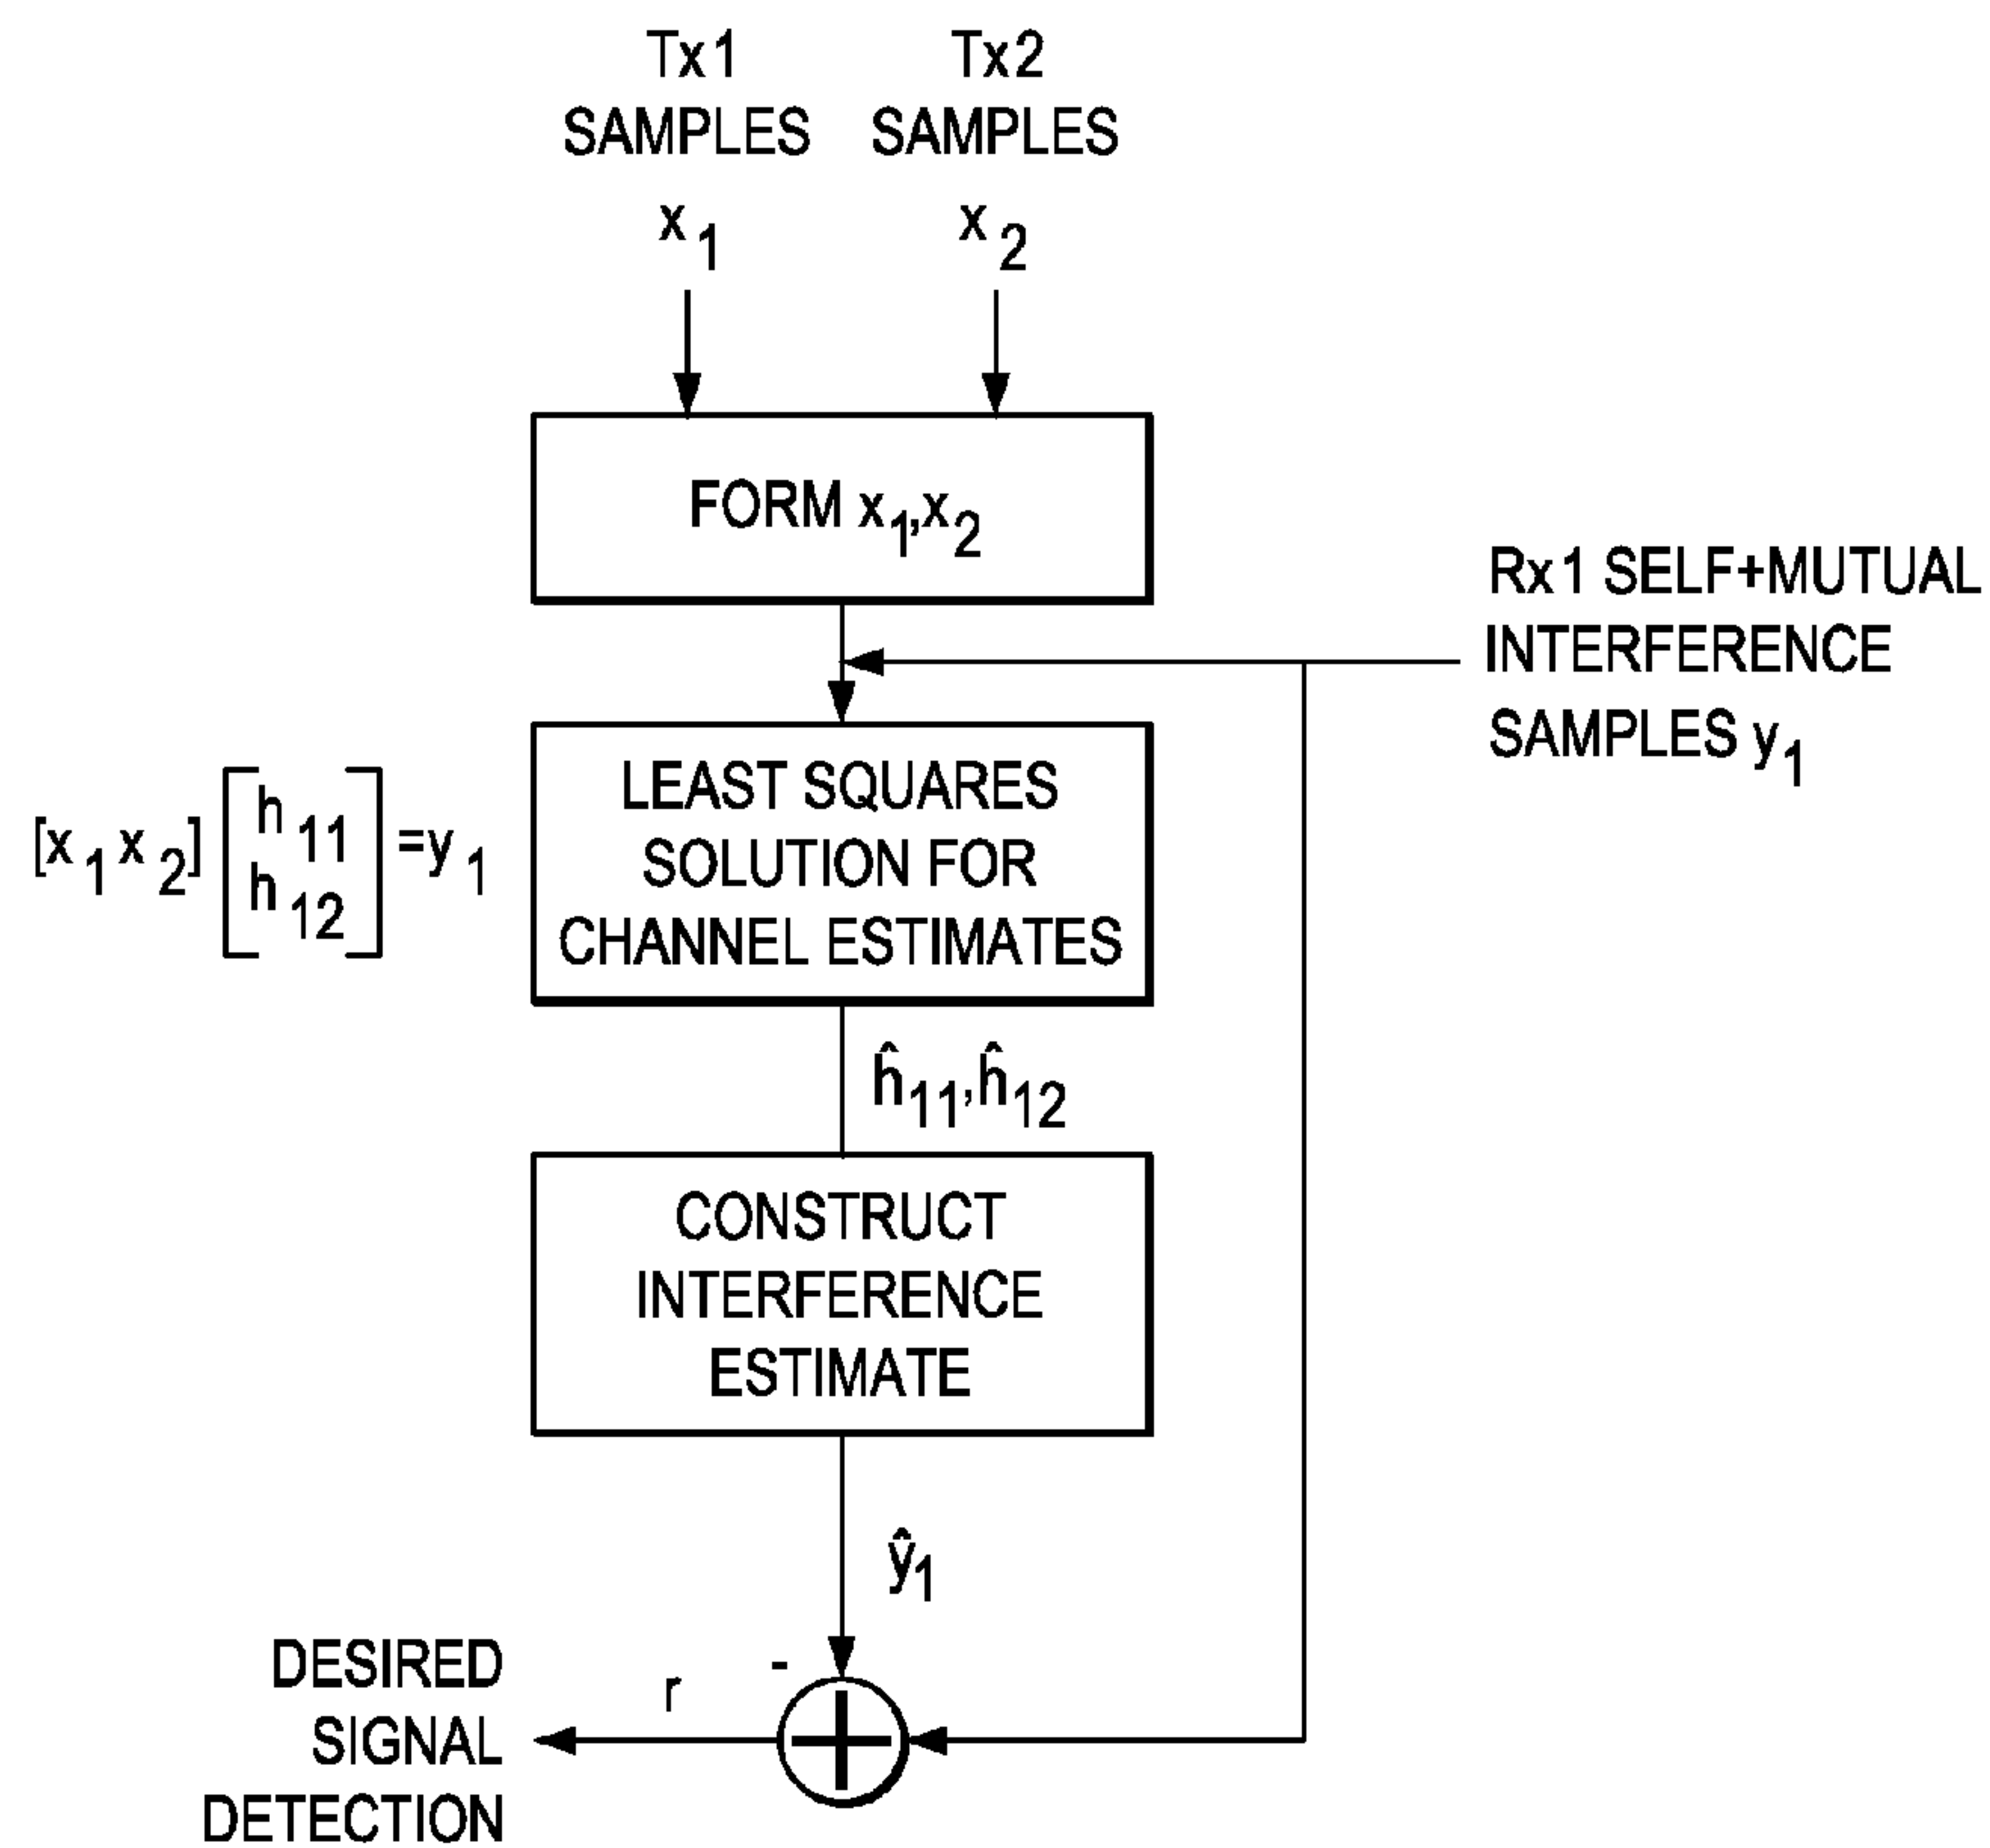 Tx1
SAMPLES
x1
Tx2
SAMPLES
x2
FORM x1,x2
Rx1 SELF+MUTUAL
INTERFERENCE
SAMPLES y1
[x1 x2] [h11 h12] =y1
LEAST SQUARES
SOLUTION FOR
CHANNEL ESTIMATES
ĥ11,ĥ12
CONSTRUCT
INTERFERENCE
ESTIMATE
ŷ1
-
+
r
DESIRED
SIGNAL
DETECTION